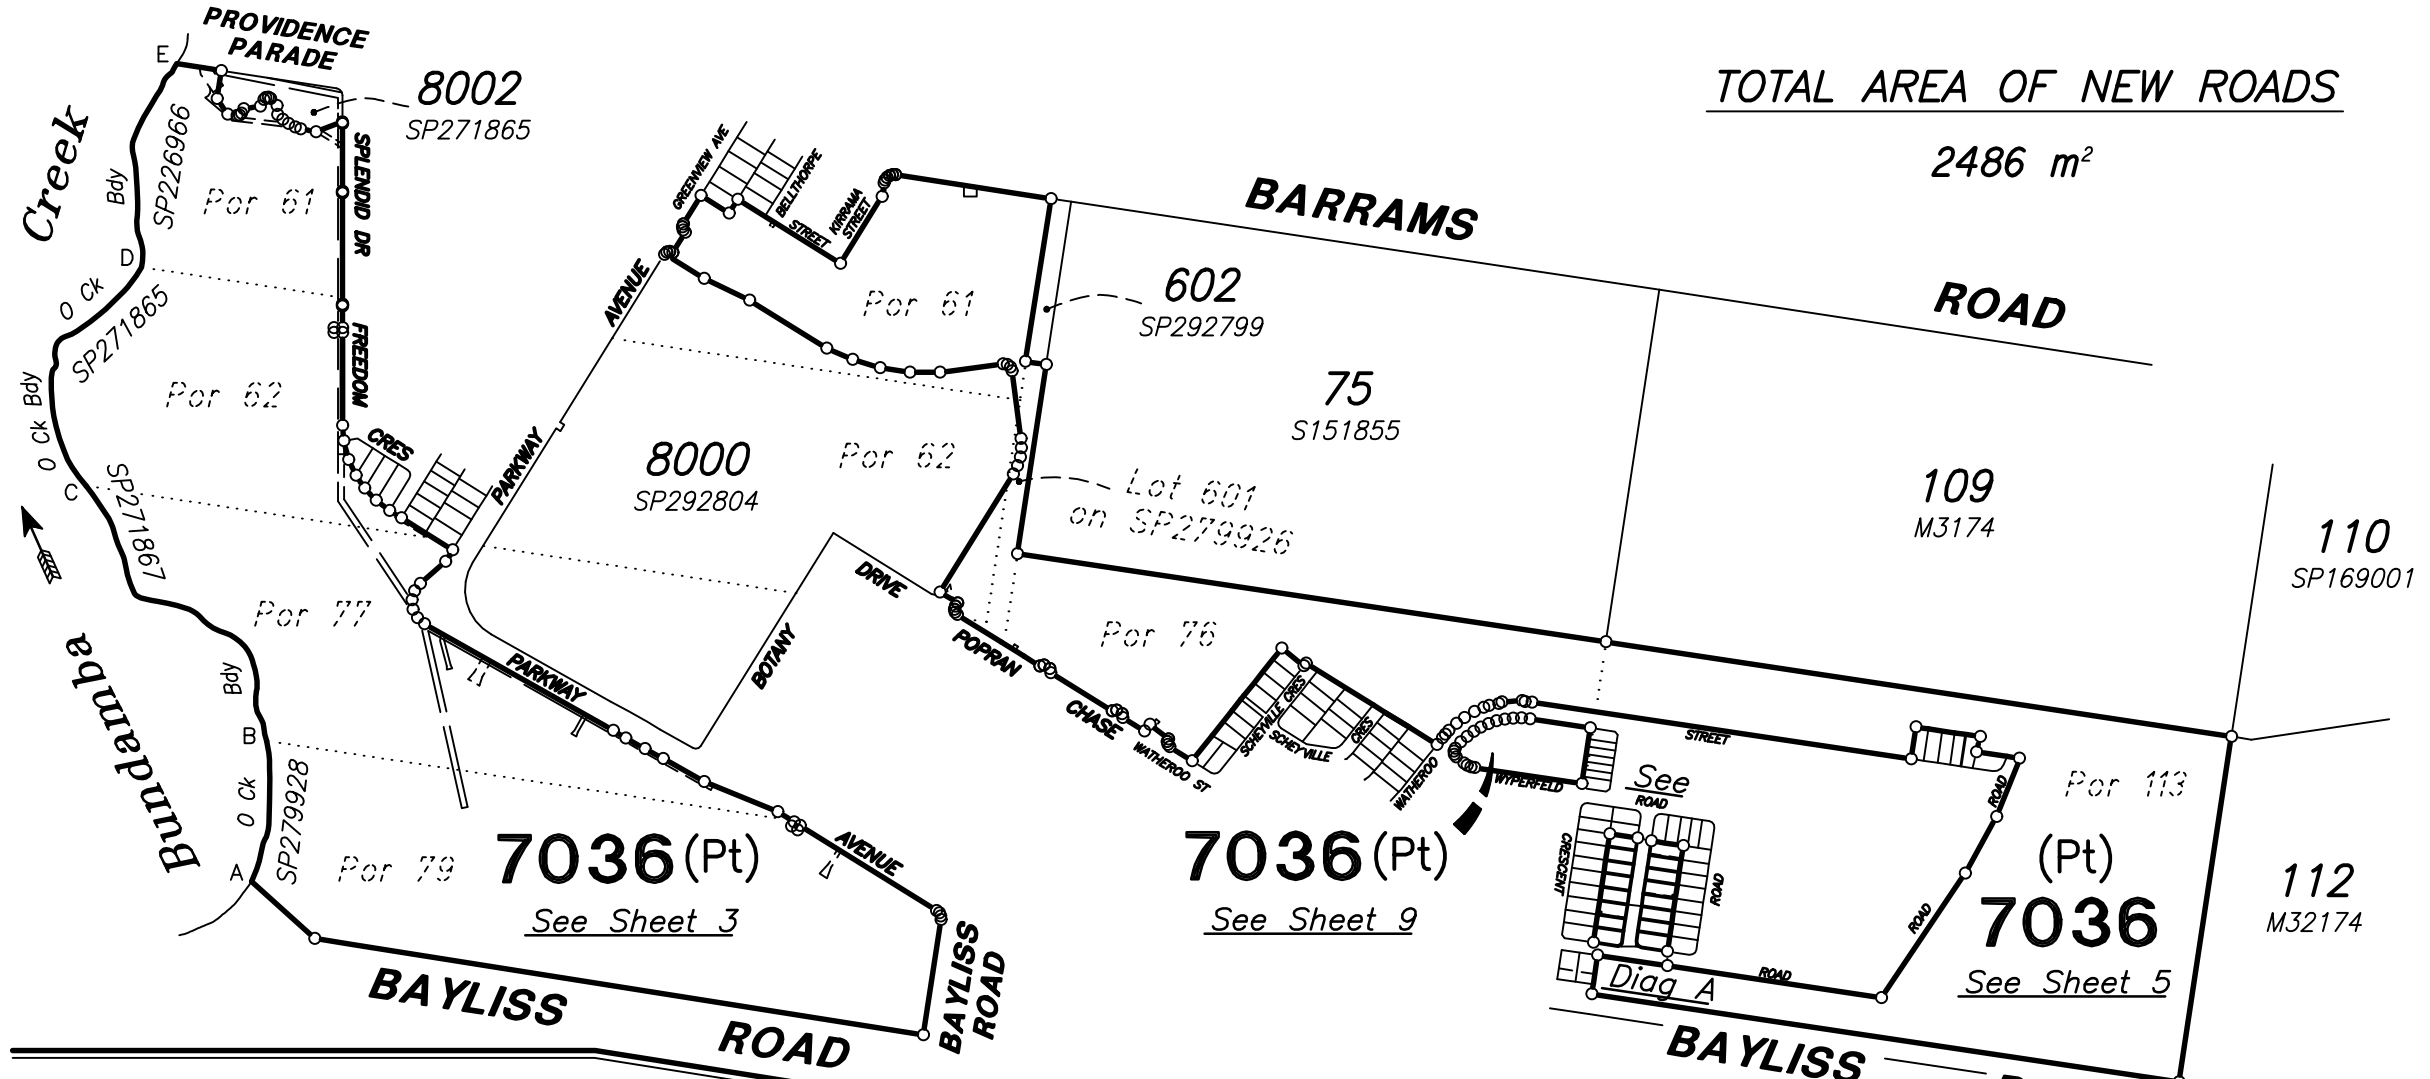 PROVIDENCE
PARADE
E
8002
SP271865
TOTAL AREA OF NEW ROADS
2486 m²
Creek
Bdy
SP226966
Por 61
SPLENDID DR
D
O Ck
SP271865
FREEDOM
Por 62
Bdy
O Ck
CRES
C
SP271867
GREENVIEW AVE
BELLTHORPE
STREET
KIRRAMA
STREET
AVENUE
PARKWAY
Por 61
BARRAMS
ROAD
602
SP292799
75
S151855
8000
SP292804
Por 62
Lot 601
on SP279926
109
M3174
110
SP169001
Por 77
DRIVE
BOTANY
PARKWAY
POPRAN
CHASE
Por 76
Bundamba
Bdy
B
O Ck
SP279928
A
Por 79
7036 (Pt)
See Sheet 3
AVENUE
BAYLISS
ROAD
BAYLISS
ROAD
WATHEROO ST
SCHEYVILLE CRES
SCHEYVILLE
CRES
WATHEROO
WYPERFELD
STREET
7036 (Pt)
See Sheet 9
See
ROAD
CRESCENT
ROAD
Diag A
ROAD
ROAD
ROAD
Por 113
(Pt)
7036
See Sheet 5
112
M32174
BAYLISS